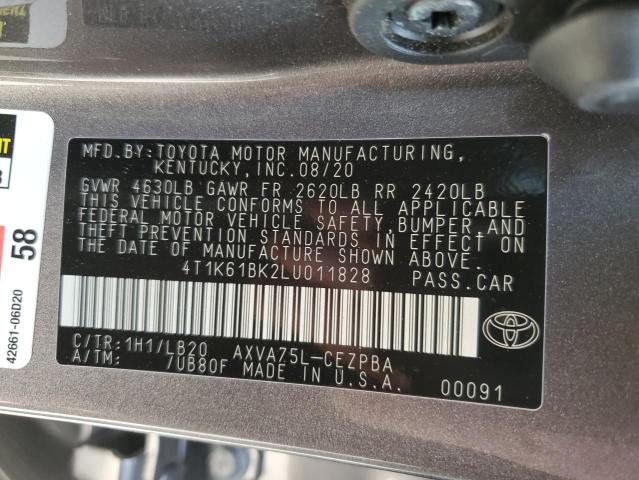 MFD.BY:TOYOTA MOTOR MANUFACTURING,
KENTUCKY,INC.08/20
GVWR 4630LB GAWR FR 2620LB RR 2420LB
THIS VEHICLE CONFORMS TO ALL APPLICABLE
FEDERAL MOTOR VEHICLE SAFETY, BUMPER,AND
THEFT PREVENTION STANDARDS IN EFFECT ON
THE DATE OF MANUFACTURE SHOWN ABOVE.
4T1K61BK2LU011828 PASS.CAR
C/TR:1H1/LB20 AXVA75L-CEZPBA
A/TM: /UB80F MADE IN U.S.A. 00091
42661-06D20
58